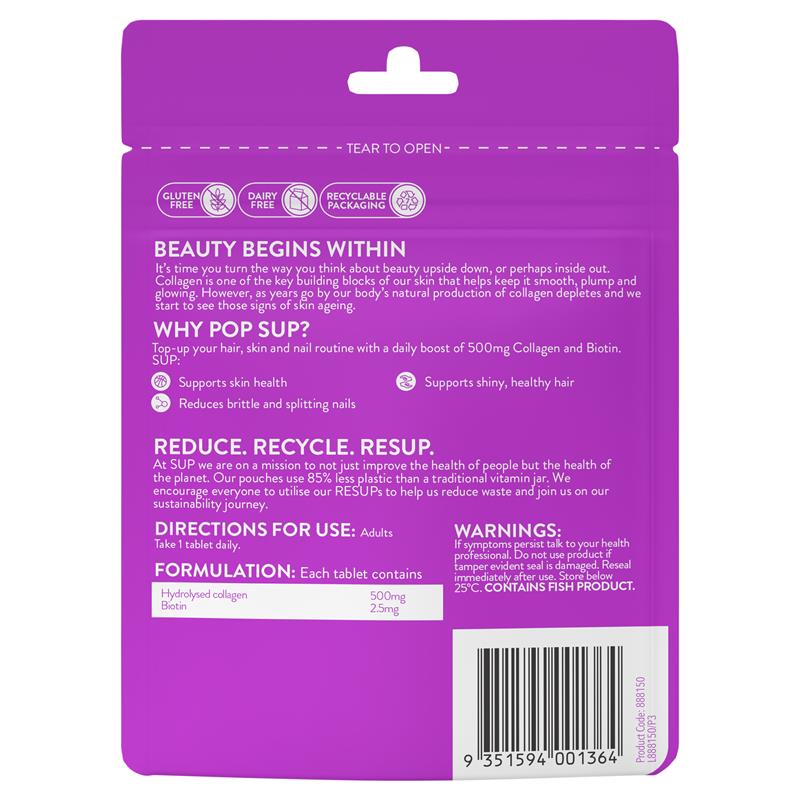 TEAR TO OPEN
GLUTEN FREE
DAIRY FREE
RECYCLABLE PACKAGING
BEAUTY BEGINS WITHIN
It's time you turn the way you think about beauty upside down, or perhaps inside out.
Collagen is one of the key building blocks of our skin that helps keep it smooth, plump and
glowing. However, as years go by our body's natural production of collagen depletes and we
start to see those signs of skin ageing.
WHY POP SUP?
Top-up your hair, skin and nail routine with a daily boost of 500mg Collagen and Biotin.
SUP:
Supports skin health
Supports shiny, healthy hair
Reduces brittle and splitting nails
REDUCE. RECYCLE. RESUP.
At SUP we are on a mission to not just improve the health of people but the health of
the planet. Our pouches use 85% less plastic than a traditional vitamin jar. We
encourage everyone to utilise our RESUPs to help us reduce waste and join us on our
sustainability journey.
DIRECTIONS FOR USE: Adults
Take 1 tablet daily.
FORMULATION: Each tablet contains
Hydrolysed collagen 500mg
Biotin 2.5mg
WARNINGS:
If symptoms persist talk to your health
professional. Do not use product if
tamper evident seal is damaged. Reseal
immediately after use. Store below
25°C. CONTAINS FISH PRODUCT.
9 351594 001364
Product Code: 888150
L888150/P3